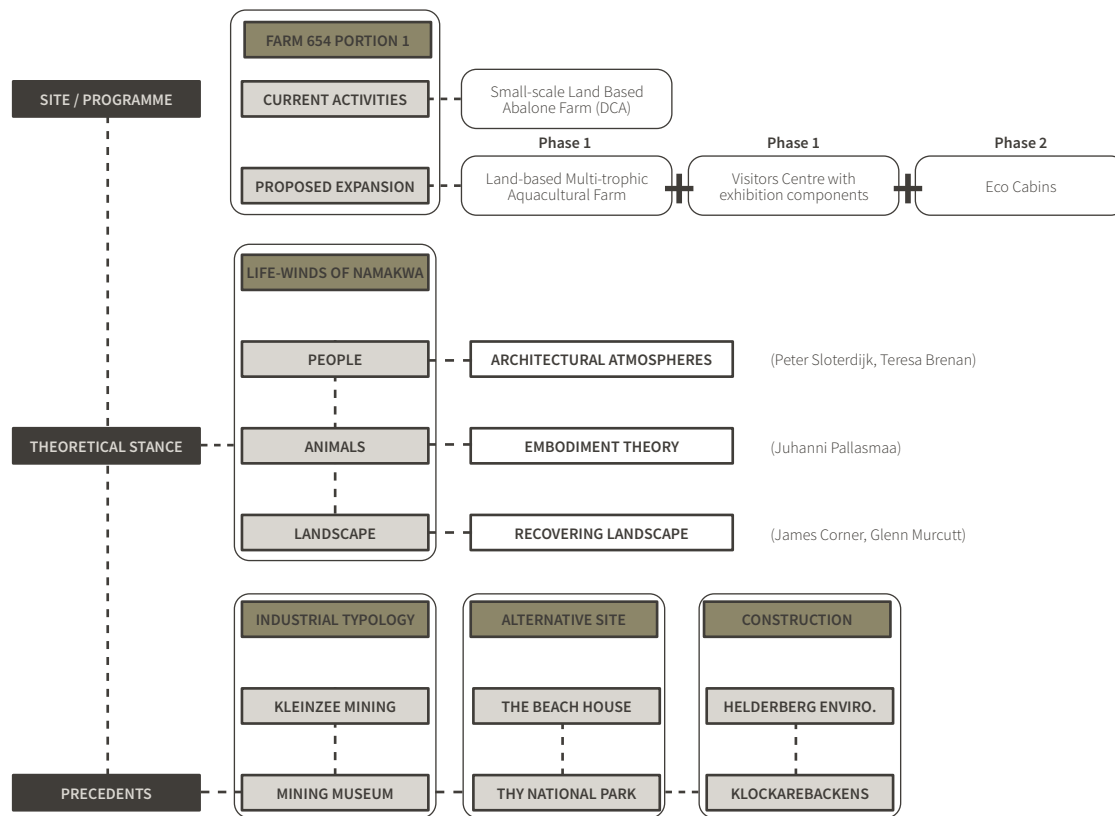 FARM 654 PORTION 1
SITE / PROGRAMME
CURRENT ACTIVITIES
Small-scale Land Based
Abalone Farm (DCA)
PROPOSED EXPANSION
Phase 1
Land-based Multi-trophic
Aquacultural Farm
Phase 1
Visitors Centre with
exhibition components
Phase 2
Eco Cabins
LIFE-WINDS OF NAMAKWA
PEOPLE
ARCHITECTURAL ATMOSPHERES
(Peter Sloterdijk, Teresa Brenan)
THEORETICAL STANCE
ANIMALS
EMBODIMENT THEORY
(Juhanni Pallasmaa)
LANDSCAPE
RECOVERING LANDSCAPE
(James Corner, Glenn Murcutt)
INDUSTRIAL TYPOLOGY
ALTERNATIVE SITE
CONSTRUCTION
KLEINZEE MINING
THE BEACH HOUSE
HELDERBERG ENVIRO.
PRECEDENTS
MINING MUSEUM
THY NATIONAL PARK
KLOCKAREBACKENS